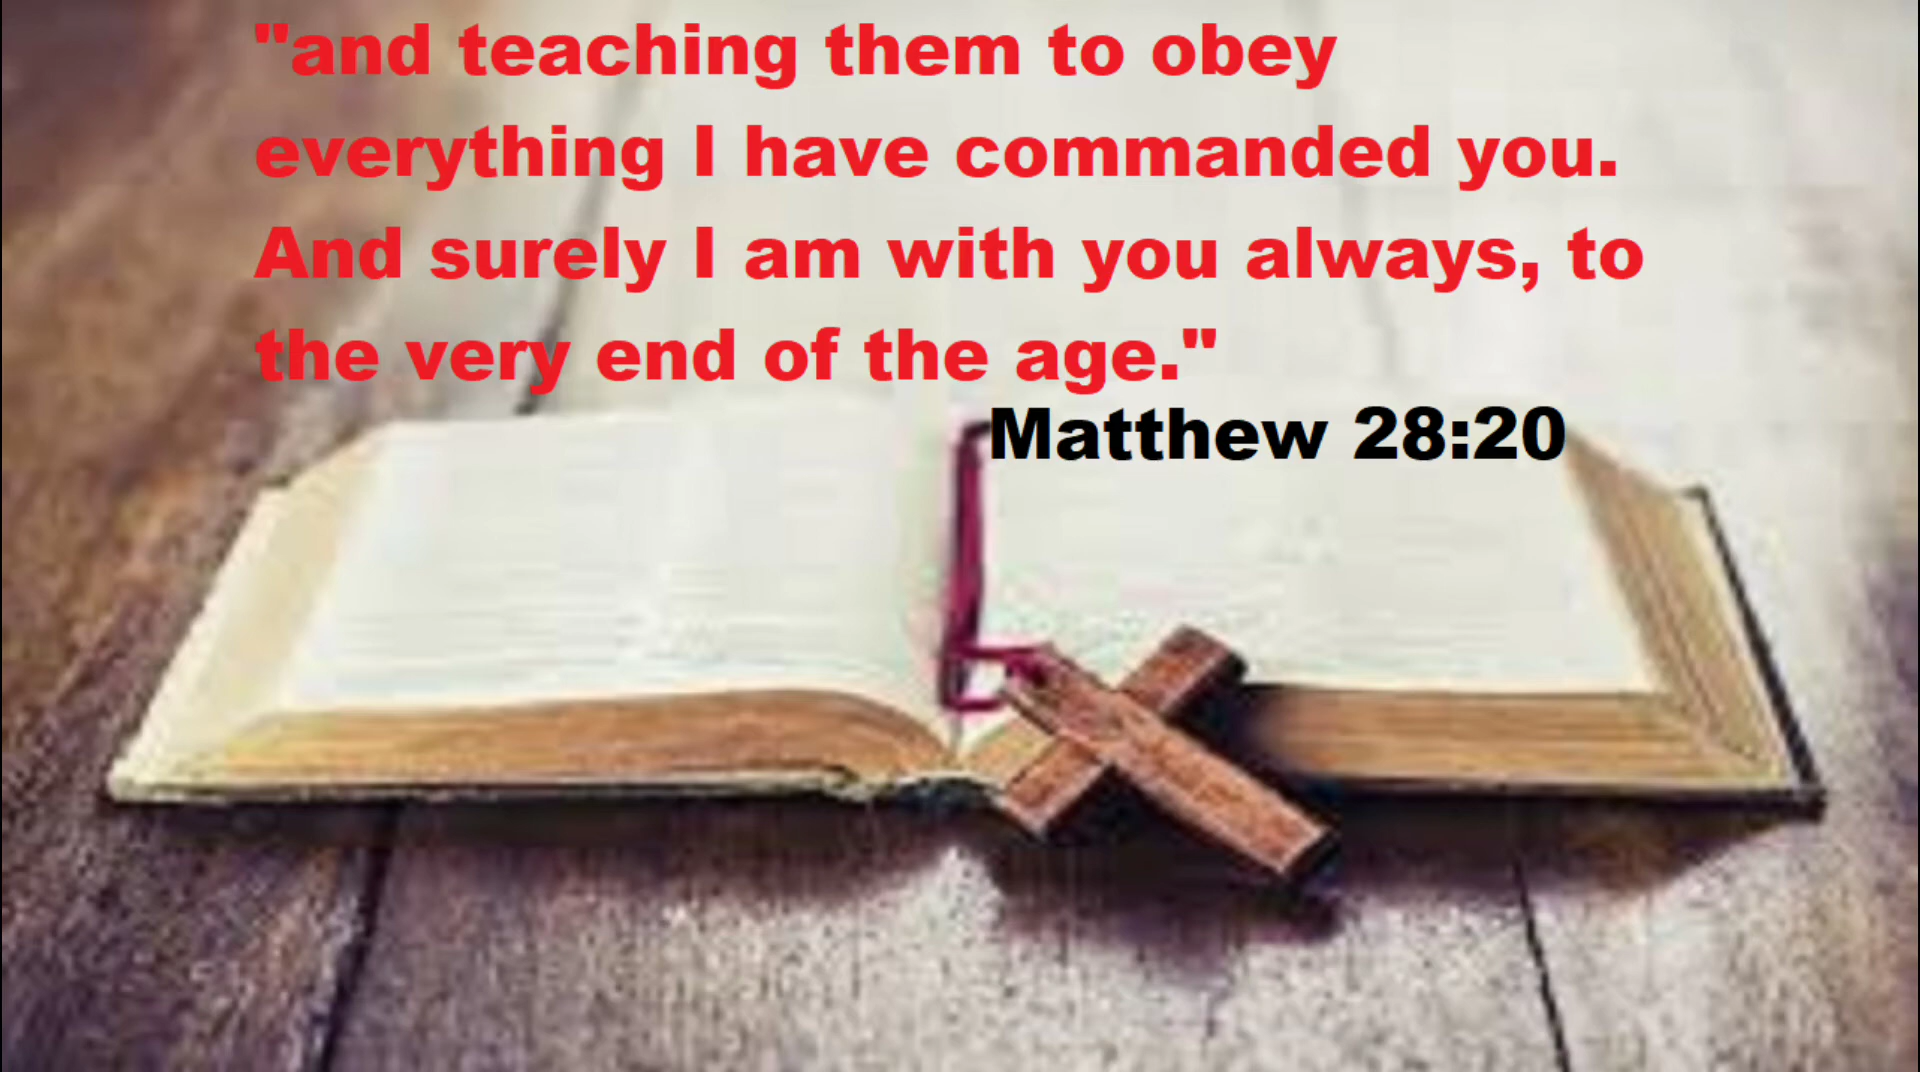 "and teaching them to obey
everything I have commanded you.
And surely I am with you always, to
the very end of the age."
Matthew 28:20